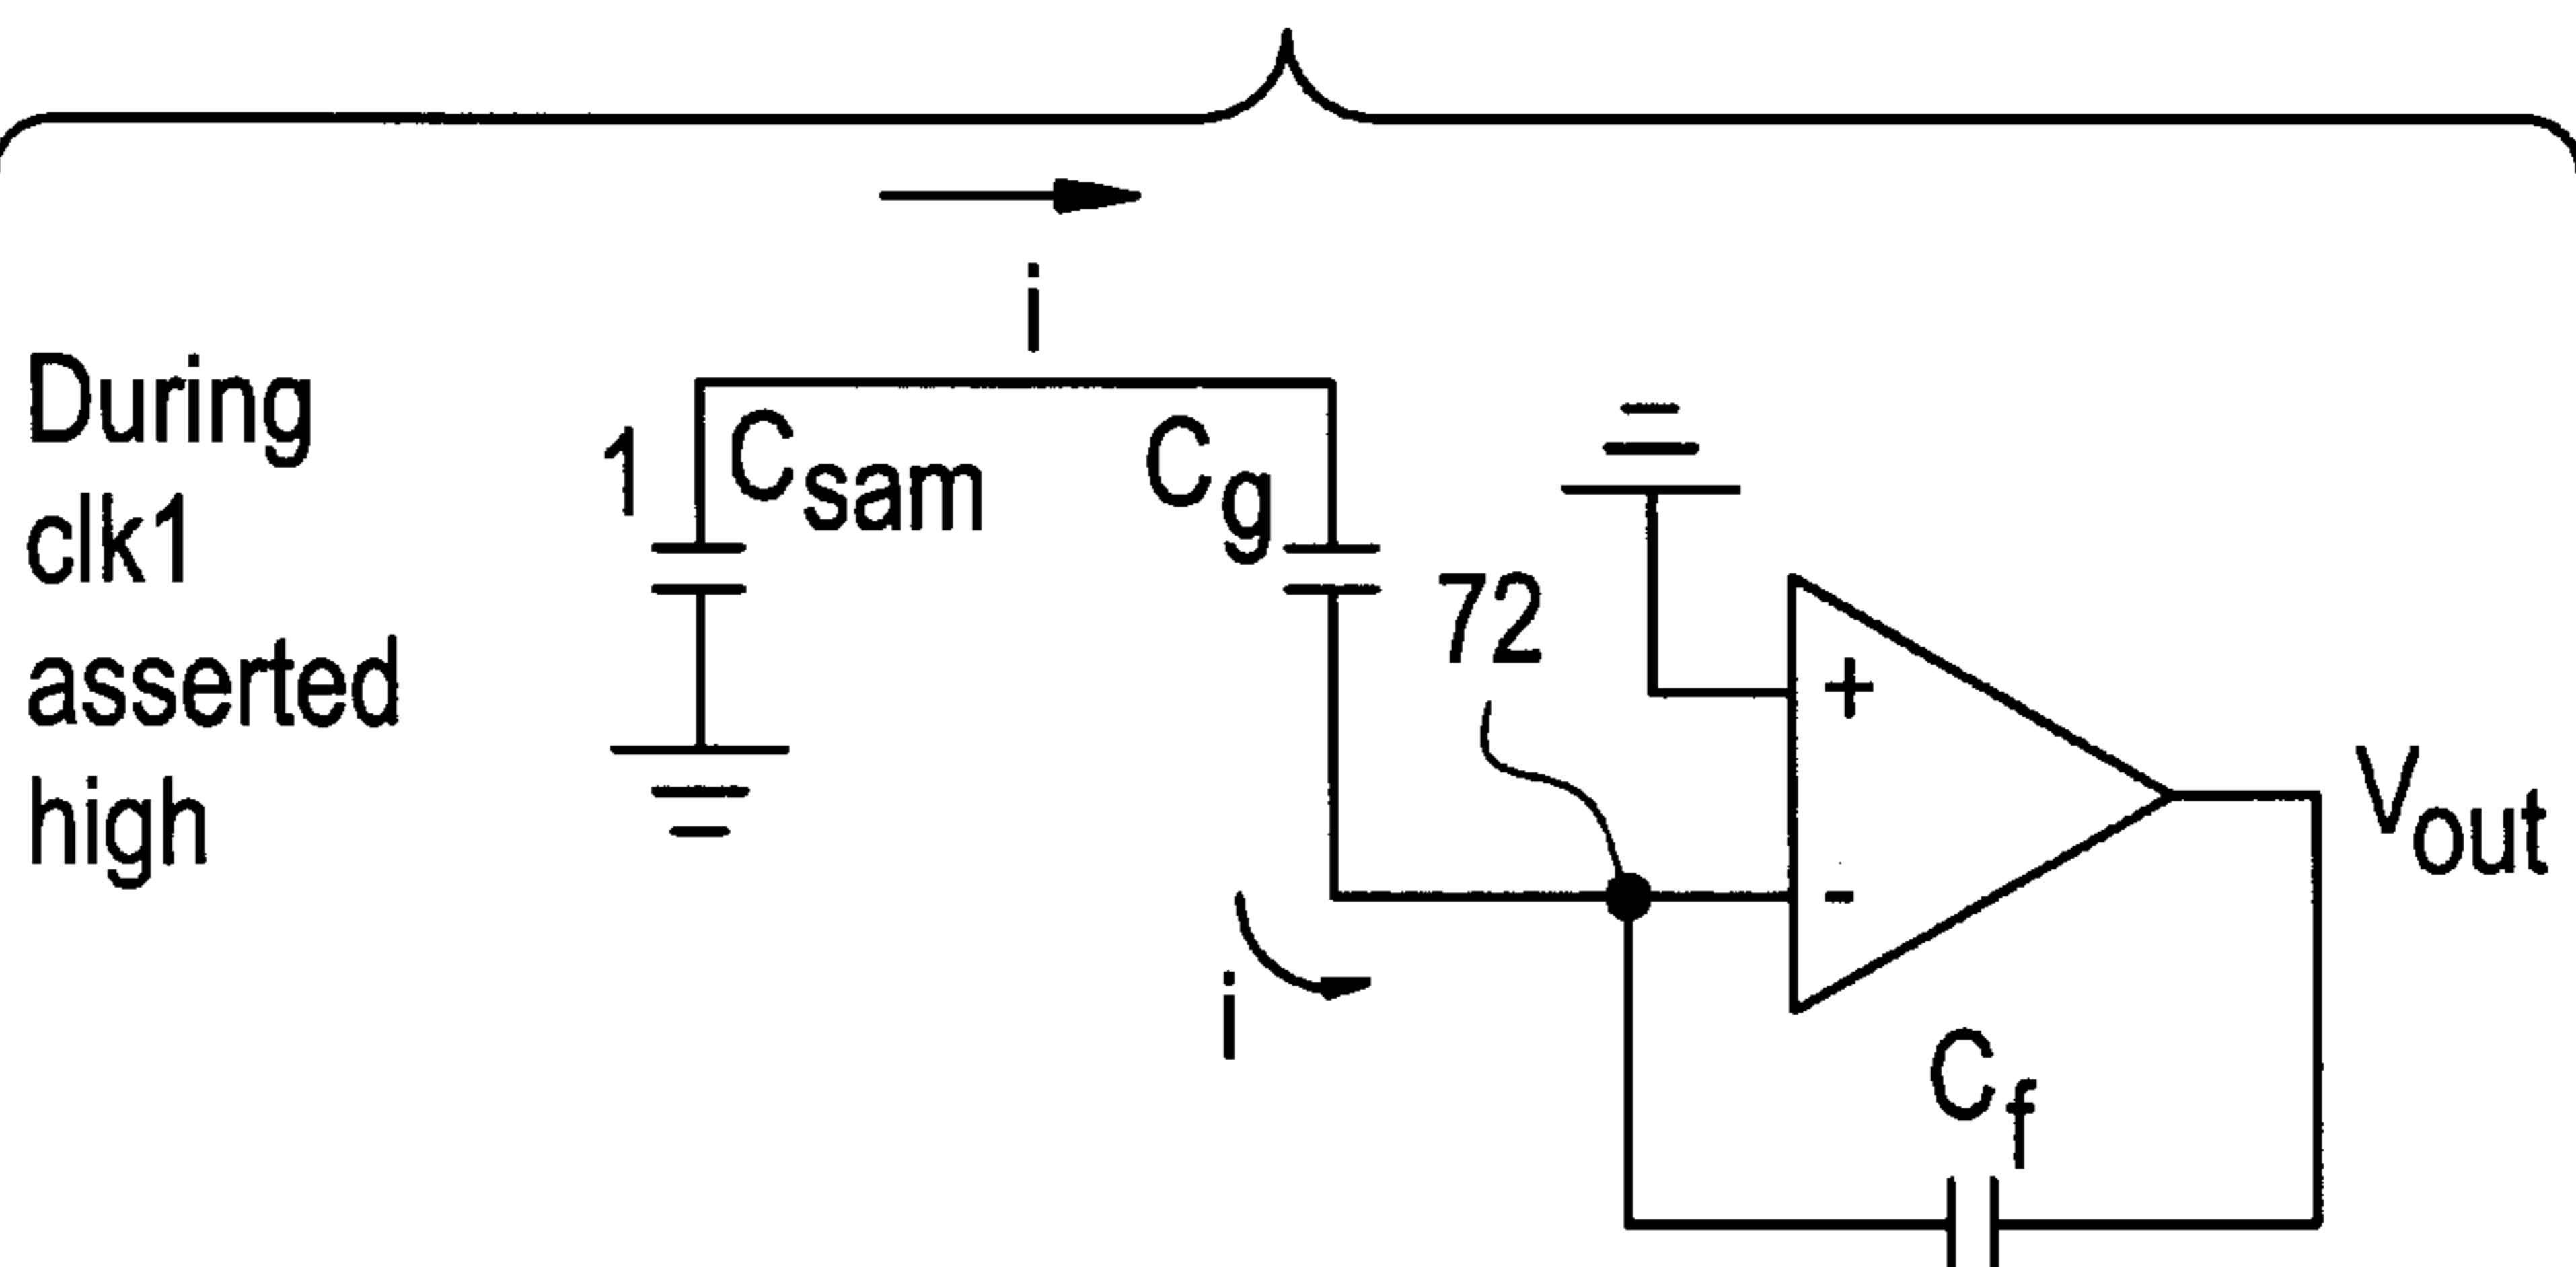 i
During
clk1
asserted
high
1
Csam
Cg
72
+
-
Vout
i
Cf